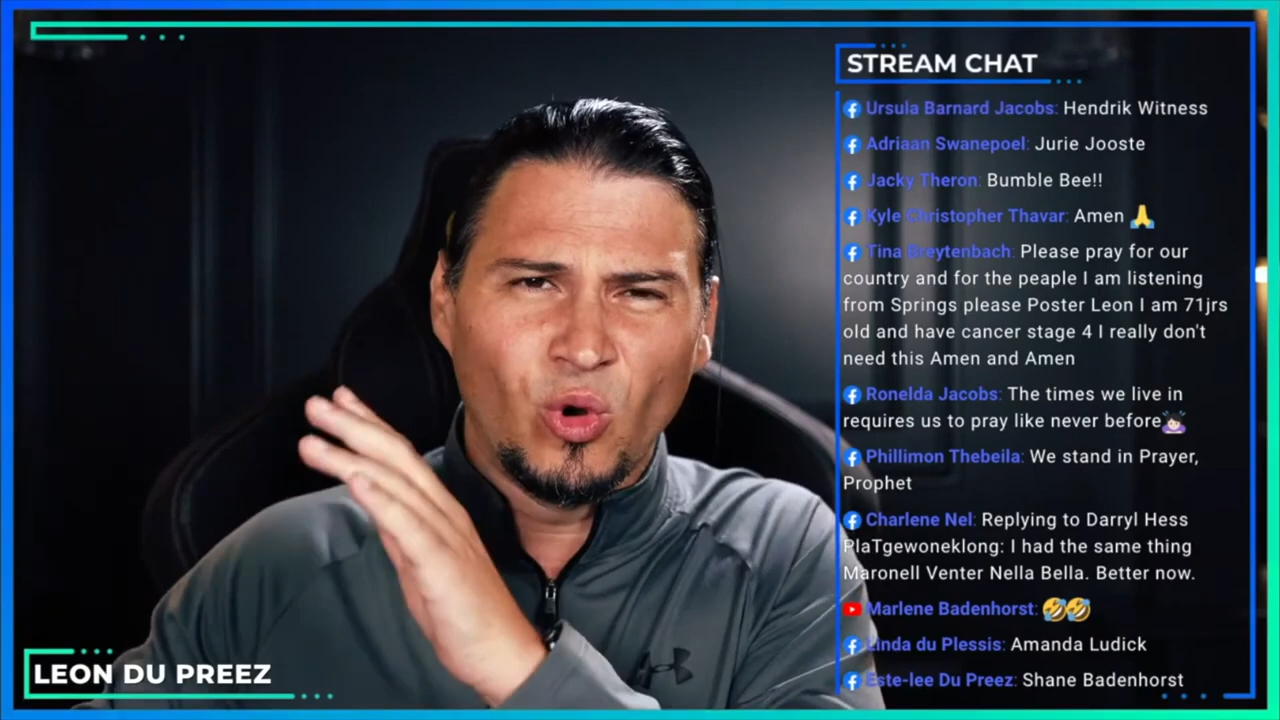 STREAM CHAT
Ursula Barnard Jacobs: Hendrik Witness
Adriaan Swanepoel: Jurie Jooste
Jacky Theron: Bumble Bee!!
Kyle Christopher Thavar: Amen 🙏
Tina Breytenbach: Please pray for our
country and for the peaple I am listening
from Springs please Poster Leon I am 71jrs
old and have cancer stage 4 I really don't
need this Amen and Amen
Ronelda Jacobs: The times we live in
requires us to pray like never before🙇🏻‍♀️
Phillimon Thebeila: We stand in Prayer,
Prophet
Charlene Nel: Replying to Darryl Hess
PlaTgewoneklong: I had the same thing
Maronell Venter Nella Bella. Better now.
Marlene Badenhorst: 🤣🤣
Linda du Plessis: Amanda Ludick
Este-lee Du Preez: Shane Badenhorst
LEON DU PREEZ